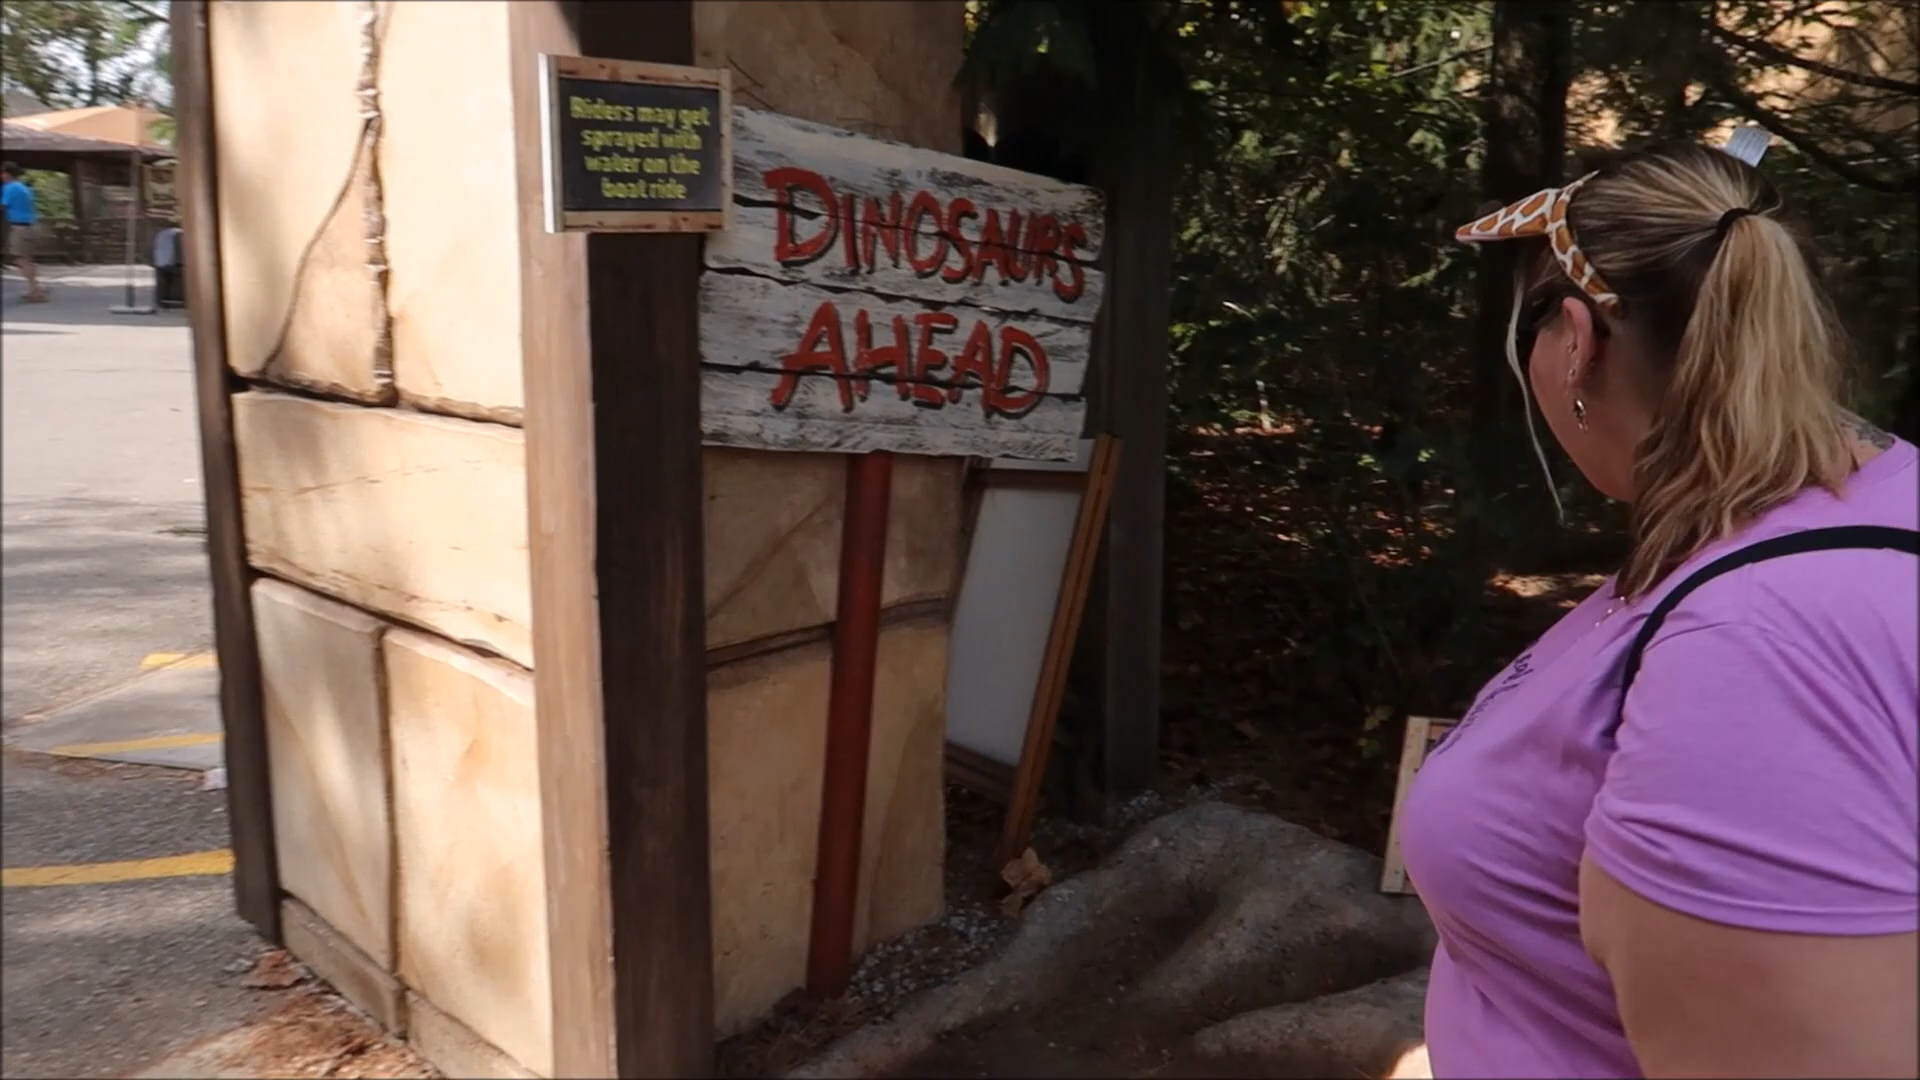 Riders may get
sprayed with
water on the
boat ride
DINOSAURS
AHEAD